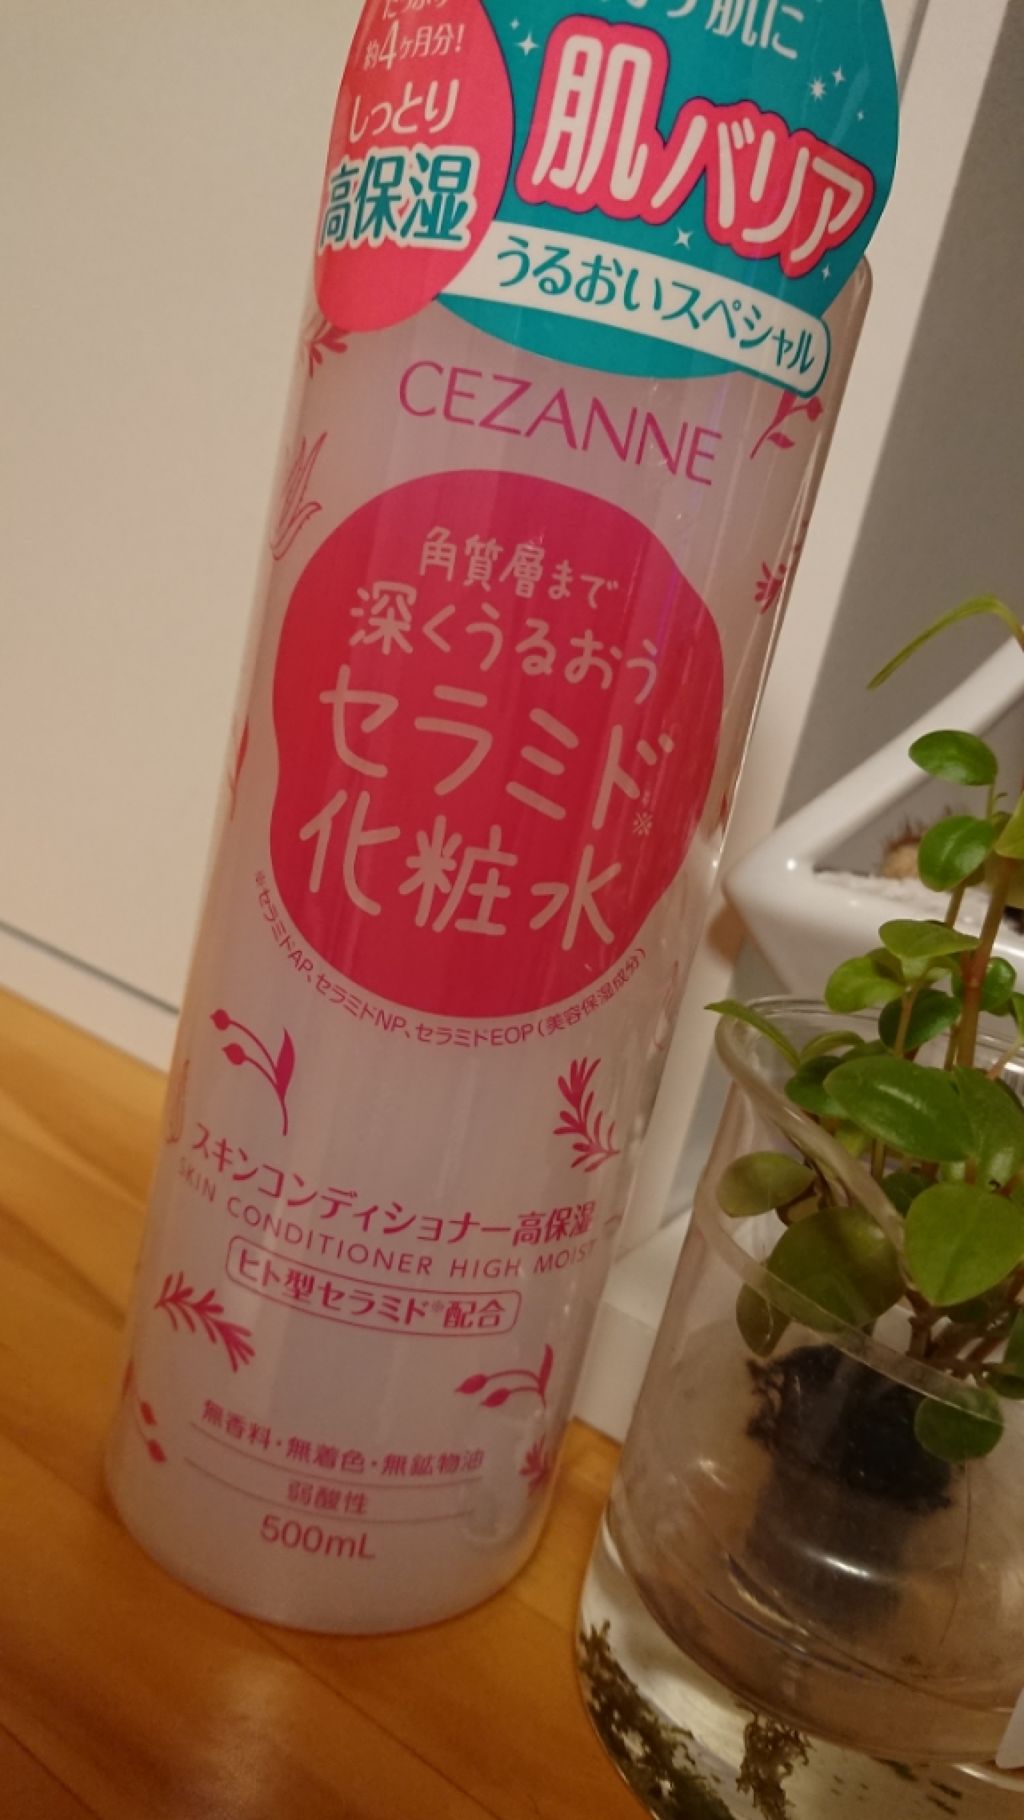 約4ヶ月分!
しっとり
高保湿
肌に
肌バリア
うるおいスペシャル
CEZANNE
角質層まで
深くうるおう
セラミド※
化粧水
※セラミドAP、セラミドNP、セラミドEOP(美容保湿成分)
スキンコンディショナー高保湿
SKIN CONDITIONER HIGH MOIST
ヒト型セラミド※配合
無香料・無着色・無鉱物油
弱酸性
500mL